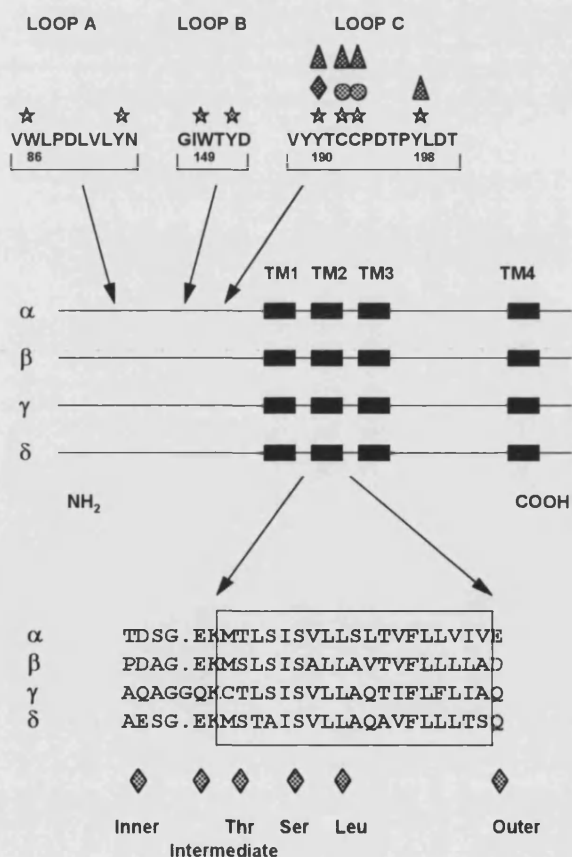 LOOP A LOOP B LOOP C
VWLPDLVLYN GIWTYD VYYTCCPDTPYLDT
86 149 190 198
TM1 TM2 TM3 TM4
α
β
γ
δ
NH2 COOH
α TDSG.EKMTLSISVLLSLTVFLLVIVE
β PDAG.EKMSLSISALLAVTVFLLLLAD
γ AQAGGQKCTLSISVLLAQTIFLFLIAQ
δ AESG.EKMSTAISVLLAQAVFLLLTSQ
Inner Thr Ser Leu Outer
Intermediate